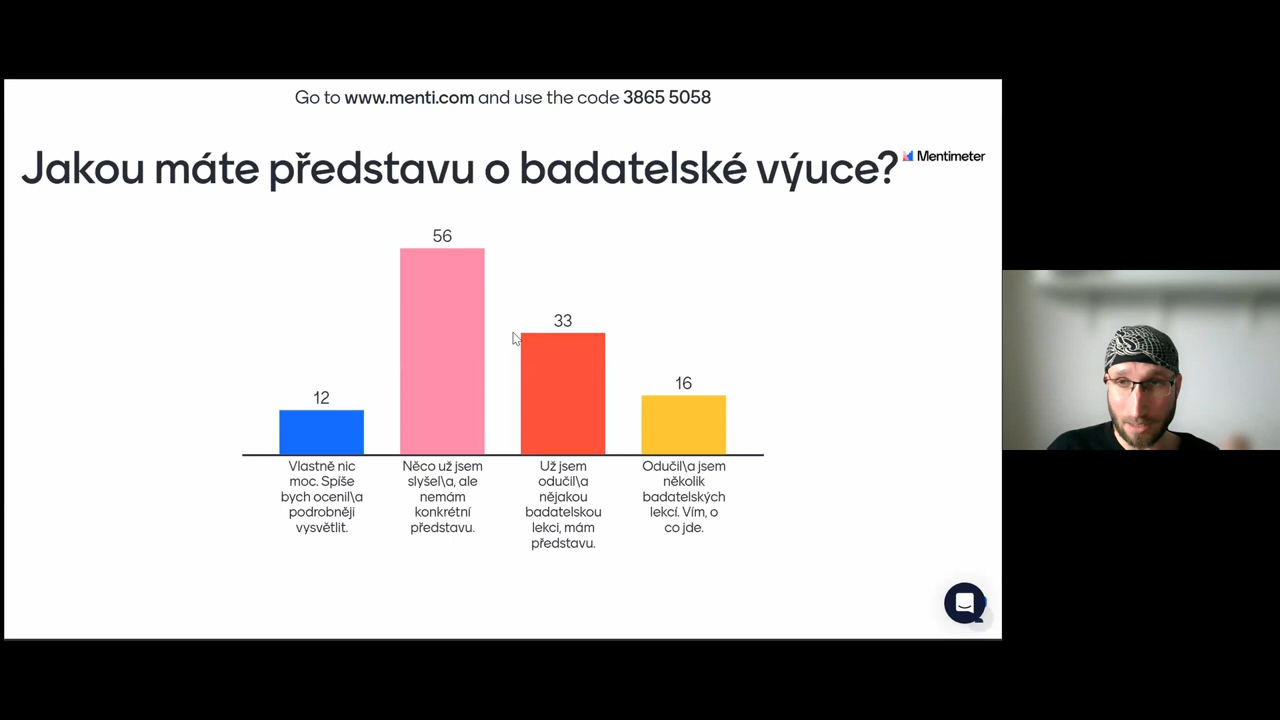 Go to www.menti.com and use the code 3865 5058
Jakou máte představu o badatelské výuce?
Mentimeter
12
56
33
16
Vlastně nic
moc. Spíše
bych ocenil\a
podrobněji
vysvětlit.
Něco už jsem
slyšel\a, ale
nemám
konkrétní
představu.
Už jsem
odučil\a
nějakou
badatelskou
lekci, mám
představu.
Odučil\a jsem
několik
badatelských
lekcí. Vím, o
co jde.